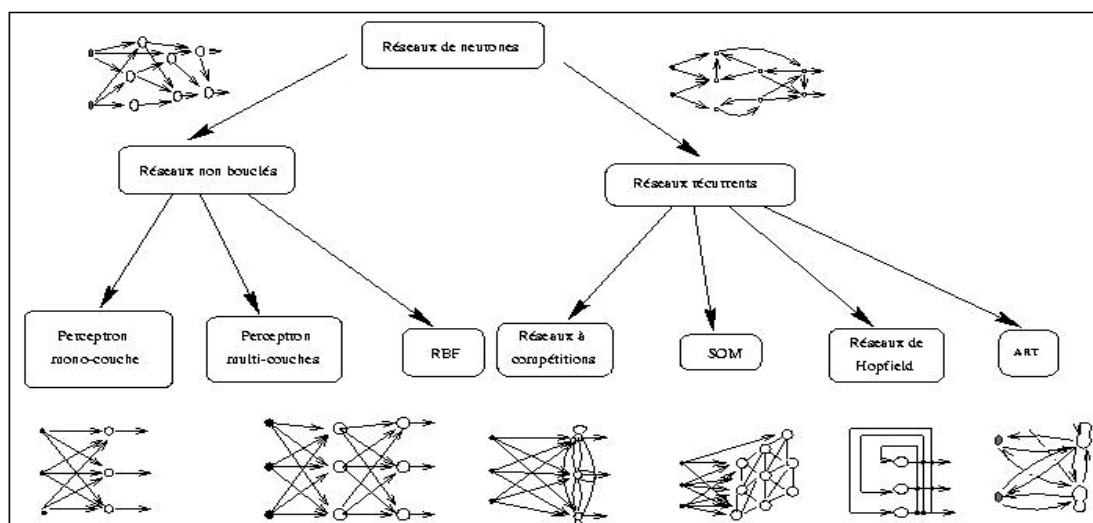 Réseaux de neurones
Réseaux non bouclés
Réseaux récurrents
Perceptron
mono-couche
Perceptron
multi-couches
RBF
Réseaux à
compétitions
SOM
Réseaux de
Hopfield
ART